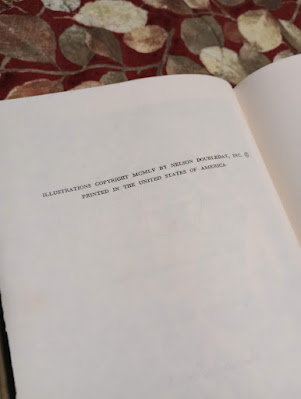 ILLUSTRATIONS COPYRIGHT MCMLV BY NELSON DOUBLEDAY, INC. ©
PRINTED IN THE UNITED STATES OF AMERICA